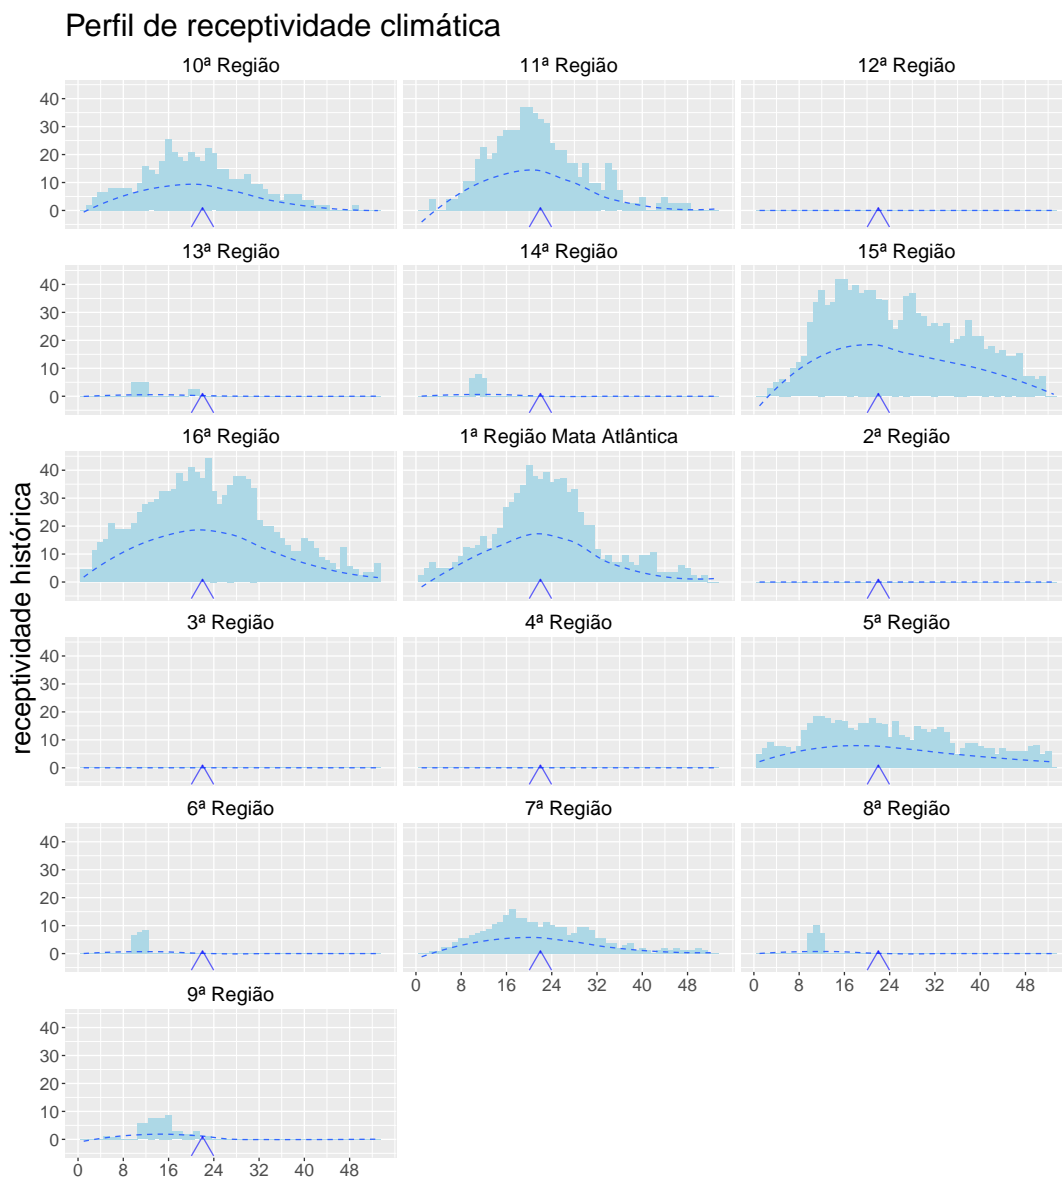 Perfil de receptividade climática
10ª Região
11ª Região
12ª Região
40
30
20
10
0
13ª Região
14ª Região
15ª Região
40
30
20
10
0
16ª Região
1ª Região Mata Atlântica
2ª Região
40
30
20
10
0
receptividade histórica
3ª Região
4ª Região
5ª Região
40
30
20
10
0
6ª Região
7ª Região
8ª Região
40
30
20
10
0
0 8 16 24 32 40 48
0 8 16 24 32 40 48
9ª Região
40
30
20
10
0
0 8 16 24 32 40 48